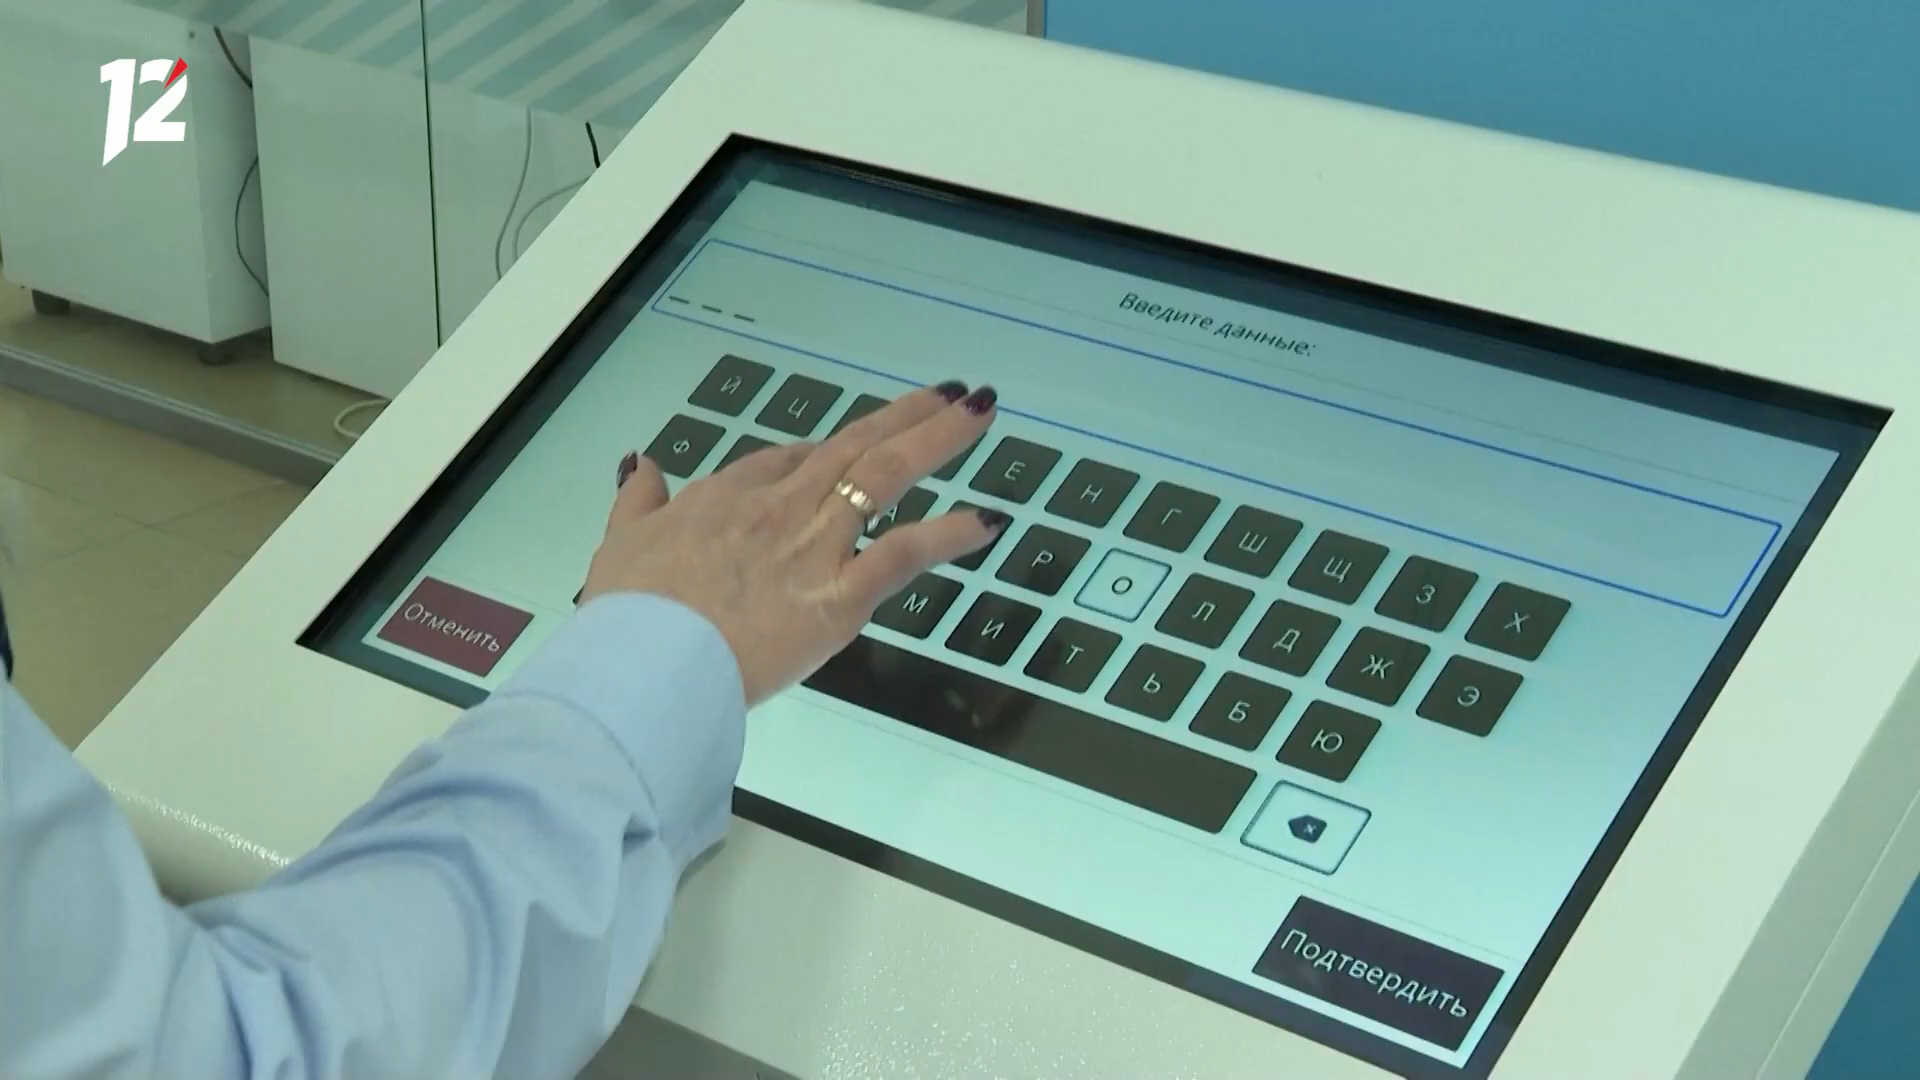 12
Введите данные:
Й Ц Е Н Г Ш Щ З Х
Ф А Р О Л Д Ж Э
М И Т Ь Б Ю
Отменить
Подтвердить